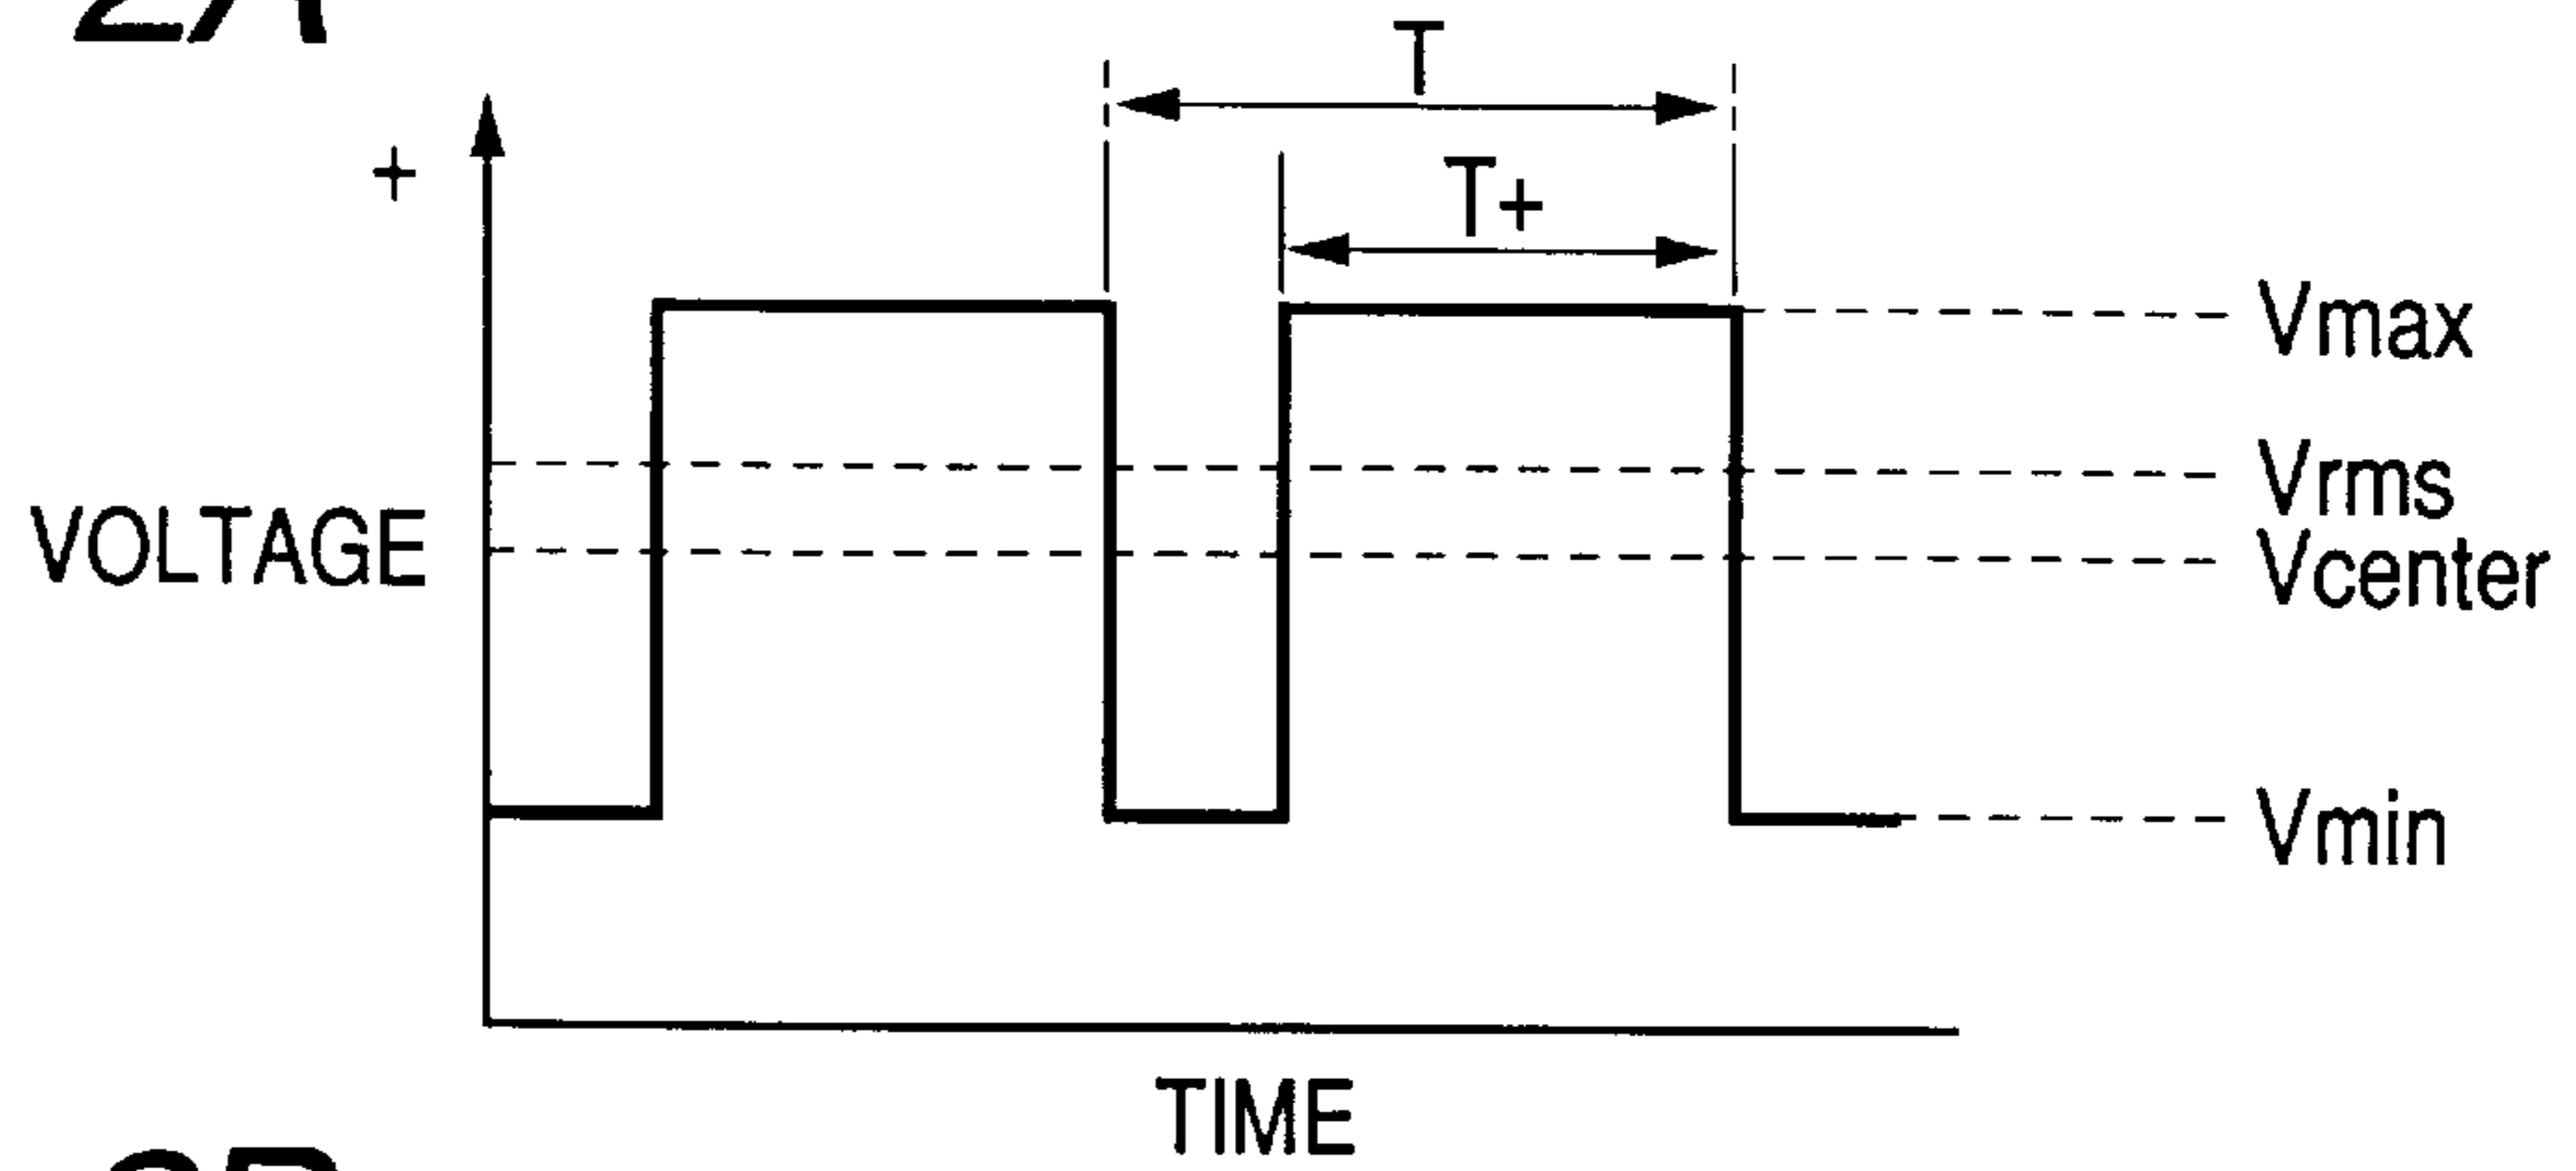 2A
T
+
T+
Vmax
Vrms
VOLTAGE
Vcenter
Vmin
TIME